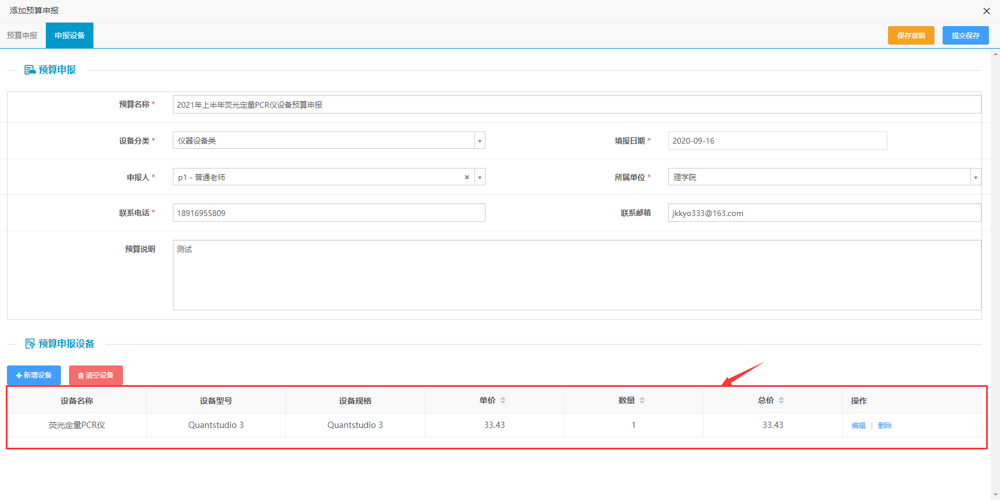 添加预算申报
预算申报 申报设备 保存草稿 提交保存
预算申报
预算名称 * 2021年上半年荧光定量PCR仪设备预算申报
设备分类 * 仪器设备类 填报日期 * 2020-09-16
申报人 * p1 - 普通老师 所属单位 * 理学院
联系电话 * 18916955809 联系邮箱 jkkyo333@163.com
预算说明 测试
预算申报设备
新增设备 清空设备
设备名称 设备型号 设备规格 单价 数量 总价 操作
荧光定量PCR仪 Quantstudio 3 Quantstudio 3 33.43 1 33.43 编辑 | 删除